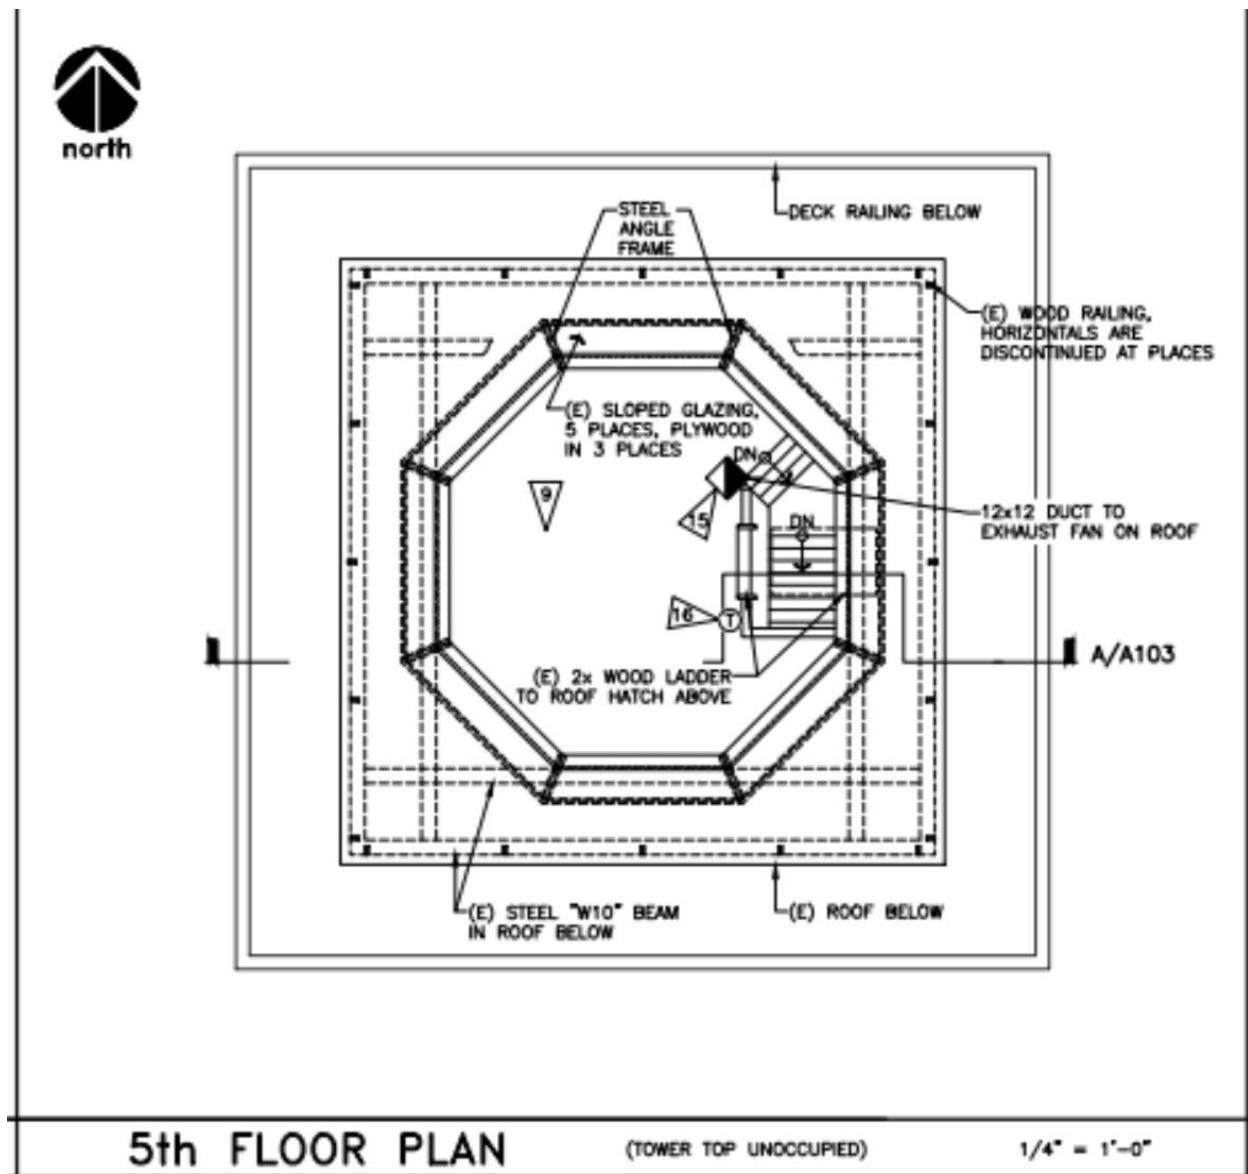 north
DECK RAILING BELOW
STEEL
ANGLE
FRAME
(E) WOOD RAILING,
HORIZONTALS ARE
DISCONTINUED AT PLACES
(E) SLOPED GLAZING,
5 PLACES, PLYWOOD
IN 3 PLACES
DN
9
15
12x12 DUCT TO
EXHAUST FAN ON ROOF
DN
16
T
A/A103
(E) 2x WOOD LADDER
TO ROOF HATCH ABOVE
(E) STEEL "W10" BEAM
IN ROOF BELOW
(E) ROOF BELOW
5th FLOOR PLAN
(TOWER TOP UNOCCUPIED)
1/4" = 1'-0"